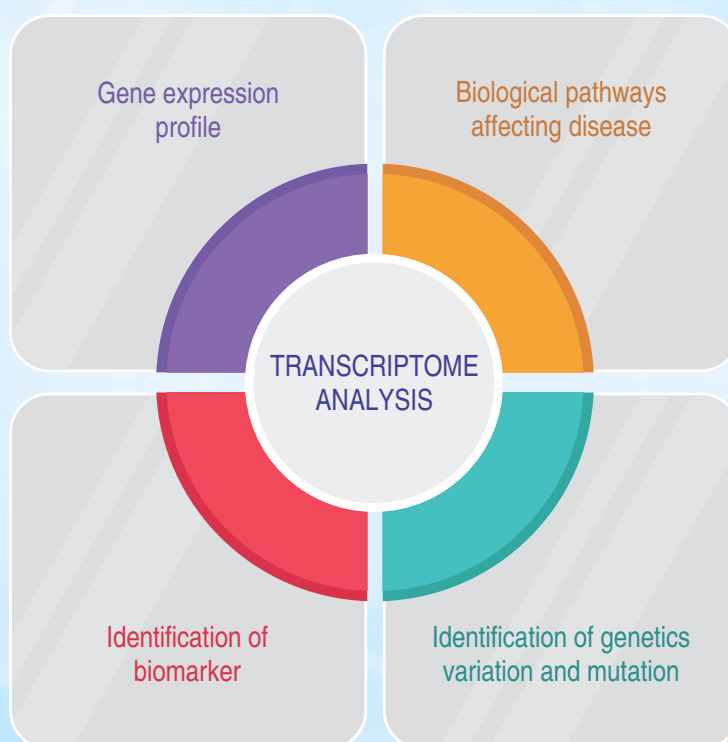 Gene expression
profile
Biological pathways
affecting disease
TRANSCRIPTOME
ANALYSIS
Identification of
biomarker
Identification of genetics
variation and mutation